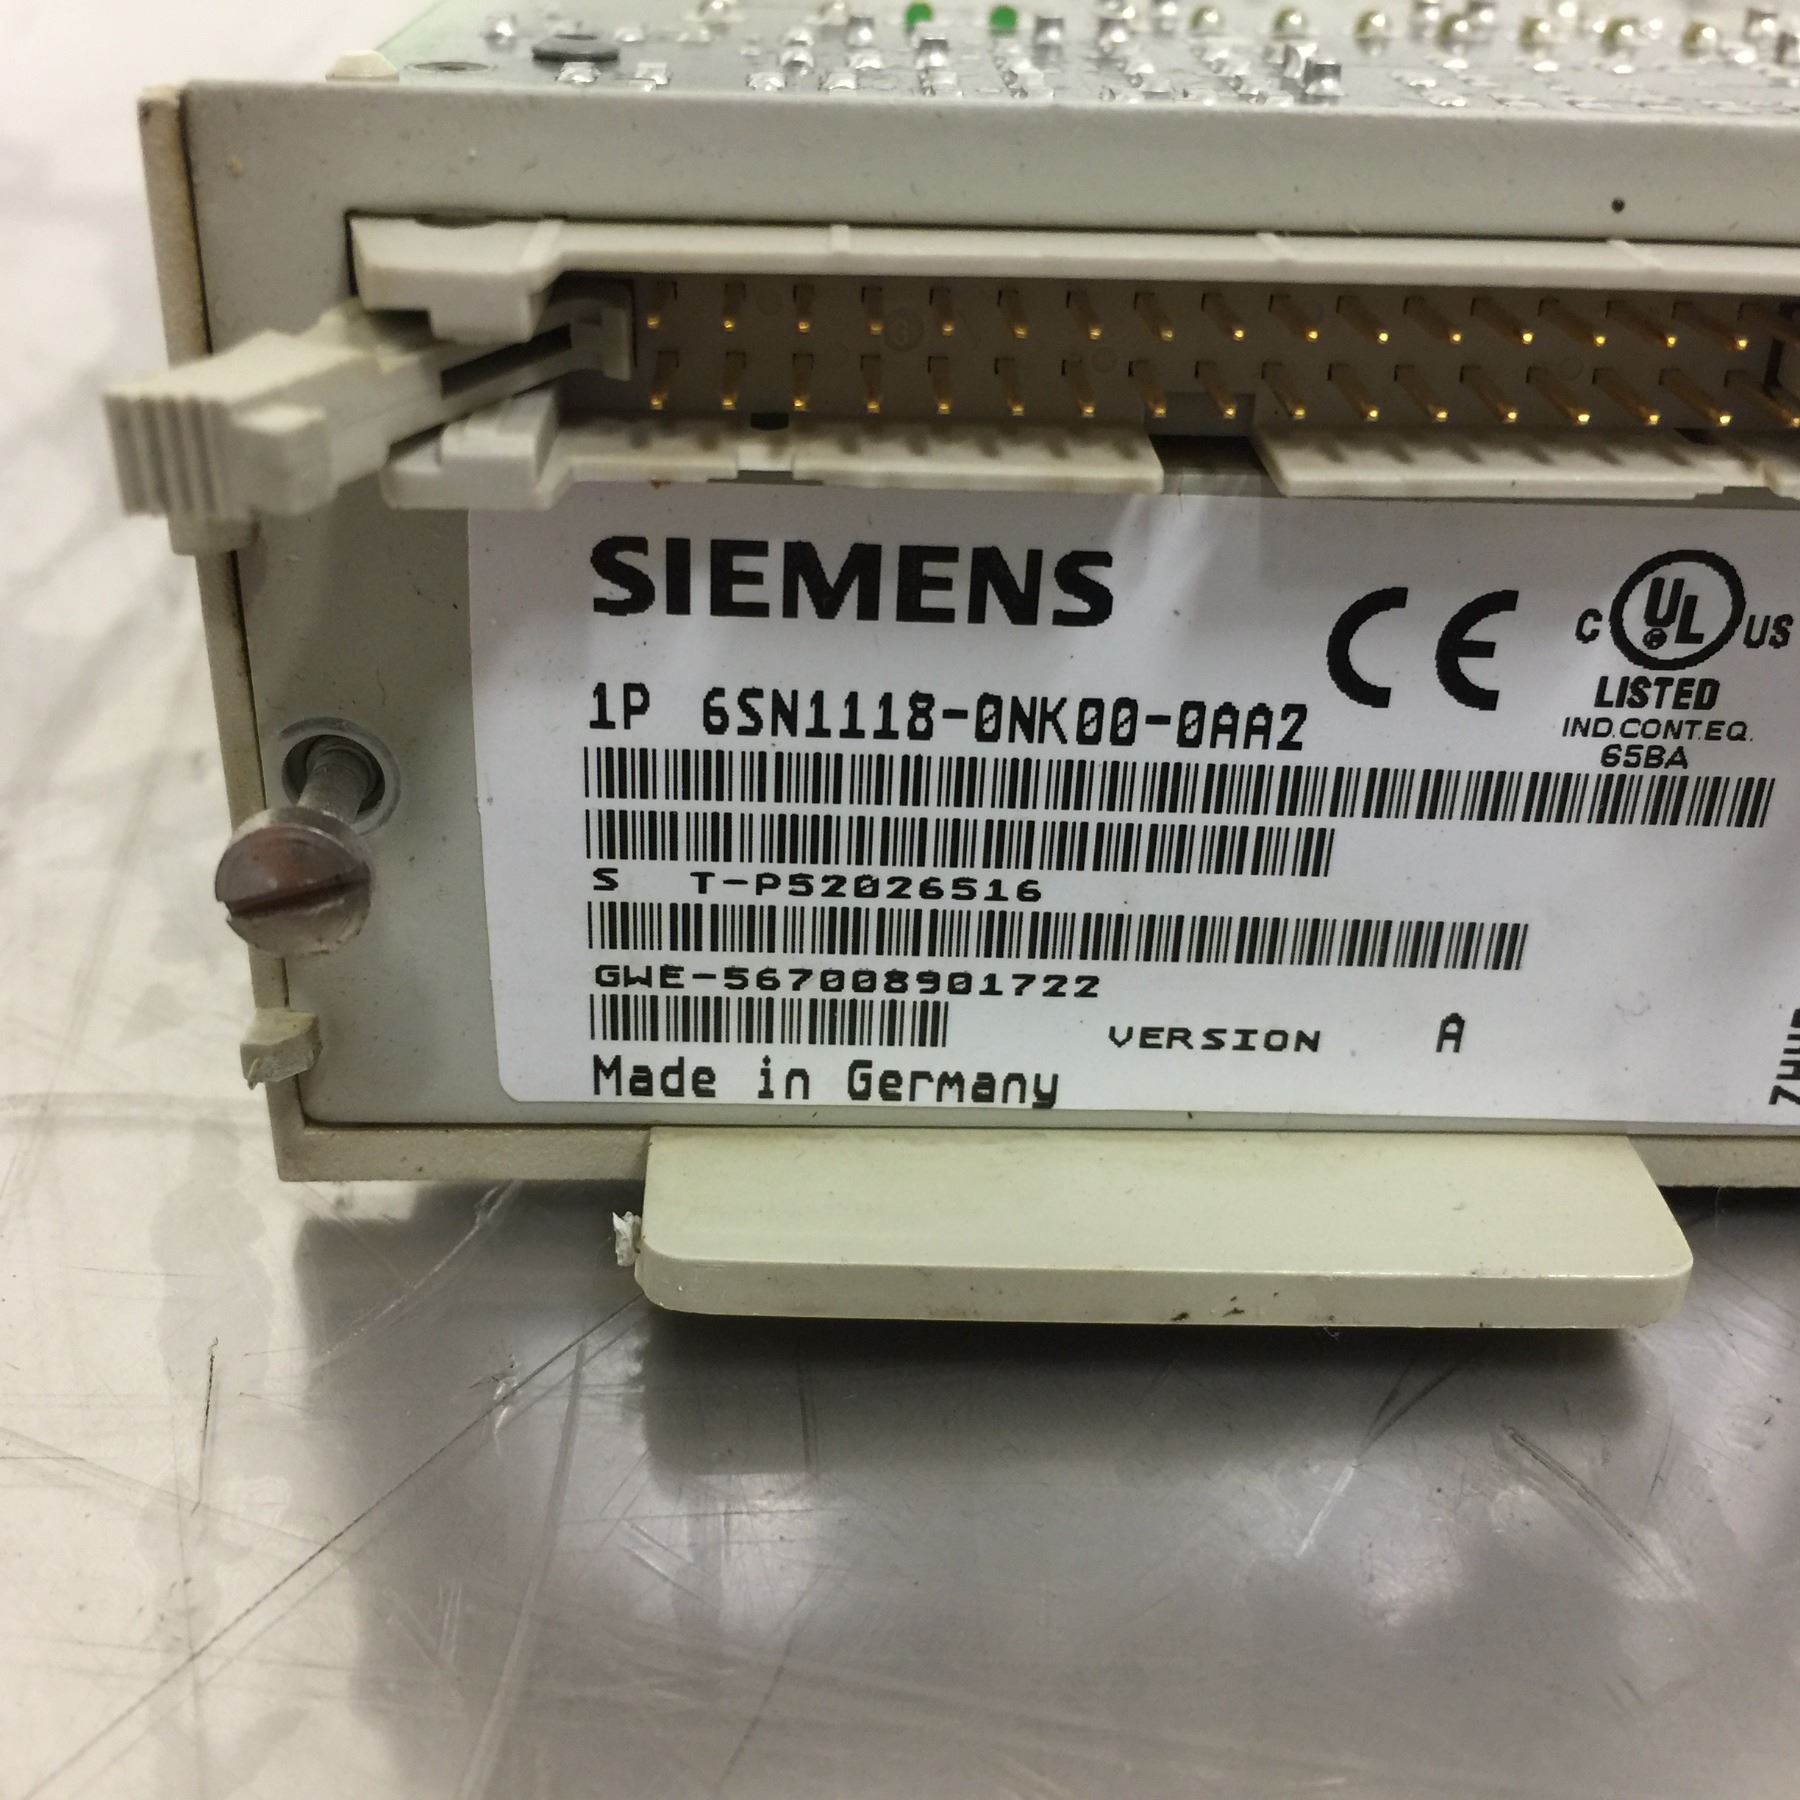 SIEMENS
CE
C UL US
LISTED
IND.CONT.EQ.
65BA
1P 6SN1118-0NK00-0AA2
S T-P52026516
GWE-567008901722
VERSION A
Made in Germany